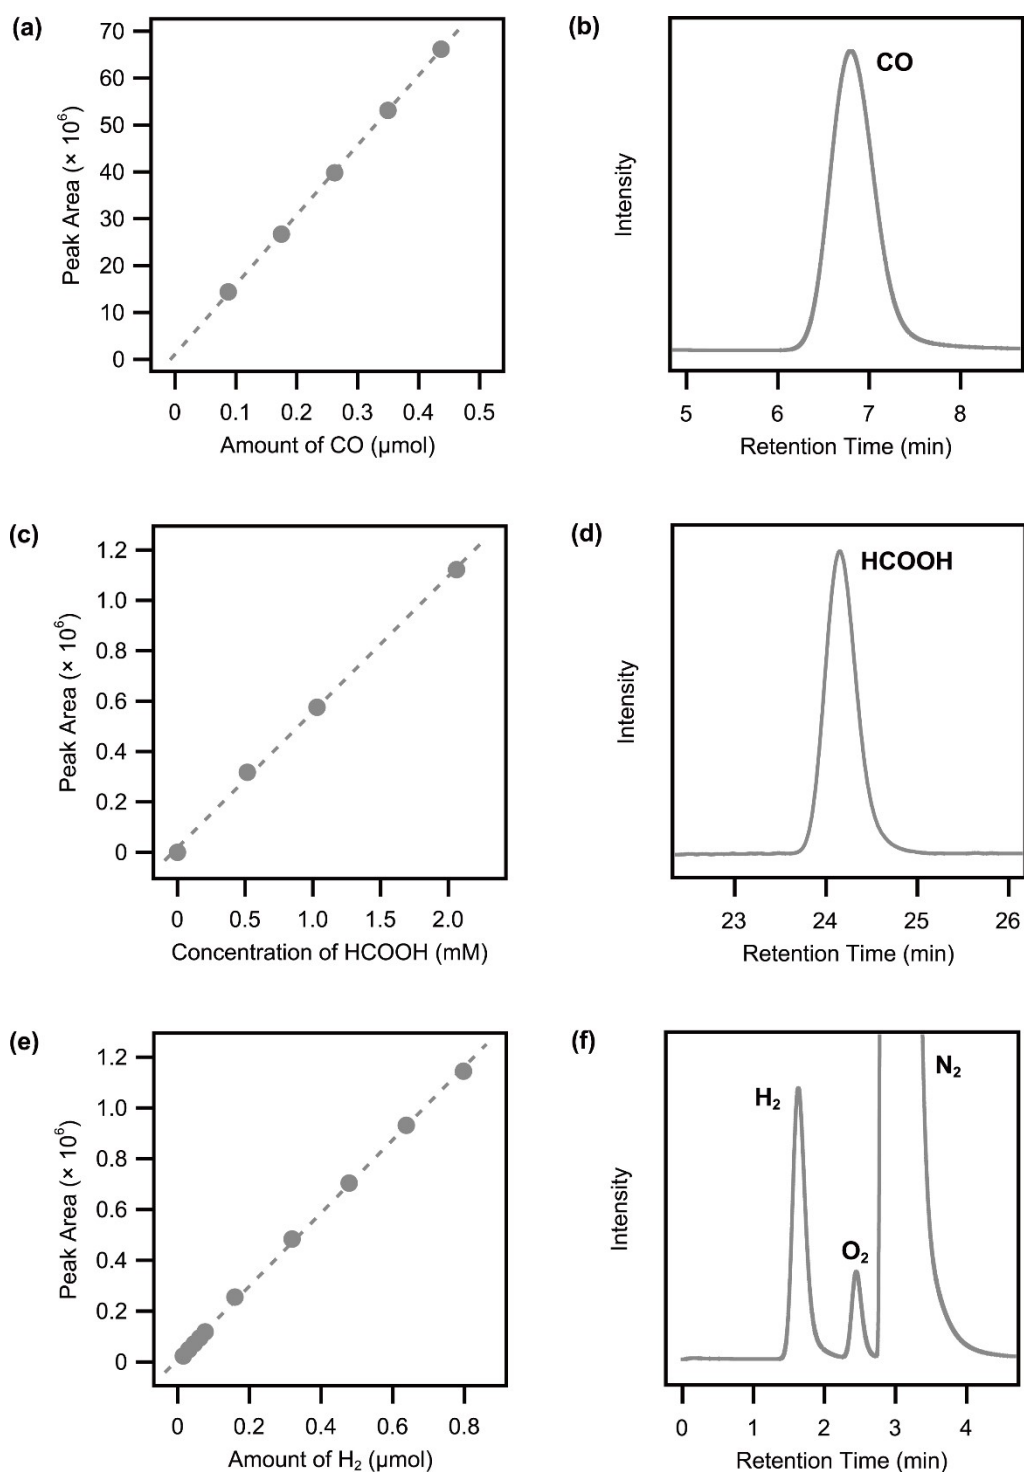 (a)
70
60
50
40
30
20
10
0
Peak Area (× 10⁶)
0 0.1 0.2 0.3 0.4 0.5
Amount of CO (μmol)
(b)
CO
Intensity
5 6 7 8
Retention Time (min)
(c)
1.2
1.0
0.8
0.6
0.4
0.2
0
Peak Area (× 10⁶)
0 0.5 1.0 1.5 2.0
Concentration of HCOOH (mM)
(d)
HCOOH
Intensity
23 24 25 26
Retention Time (min)
(e)
1.2
1.0
0.8
0.6
0.4
0.2
0
Peak Area (× 10⁶)
0 0.2 0.4 0.6 0.8
Amount of H₂ (μmol)
(f)
N₂
H₂
O₂
Intensity
0 1 2 3 4
Retention Time (min)